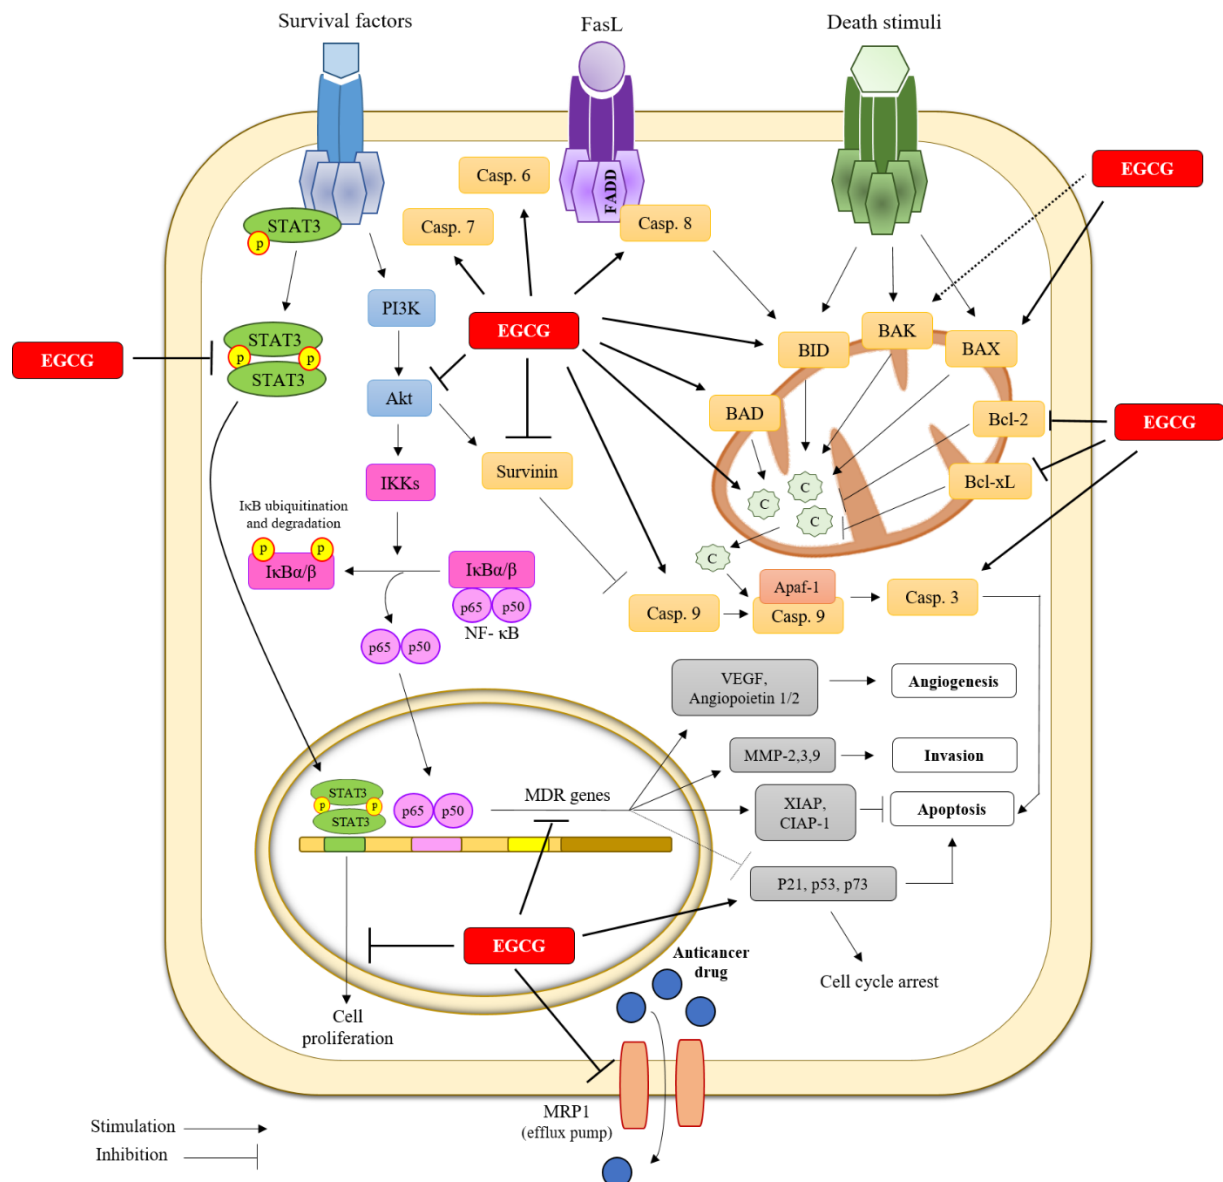 Survival factors
FasL
Death stimuli
EGCG
Casp. 6
FADD
Casp. 7
Casp. 8
STAT3
p
PI3K
EGCG
BID
BAK
BAX
EGCG
STAT3
p
p
STAT3
Akt
BAD
Bcl-2
EGCG
Survinin
IKKs
Bcl-xL
C
C
C
IκB ubiquitination
and degradation
p
p
IκBα/β
IκBα/β
p65
p50
NF- κB
C
Apaf-1
Casp. 9
Casp. 9
Casp. 3
p65
p50
VEGF,
Angiopoietin 1/2
Angiogenesis
MMP-2,3,9
Invasion
STAT3
p
p
STAT3
p65
p50
MDR genes
XIAP,
CIAP-1
Apoptosis
P21, p53, p73
EGCG
Anticancer
drug
Cell cycle arrest
Cell
proliferation
MRP1
(efflux pump)
Stimulation
Inhibition